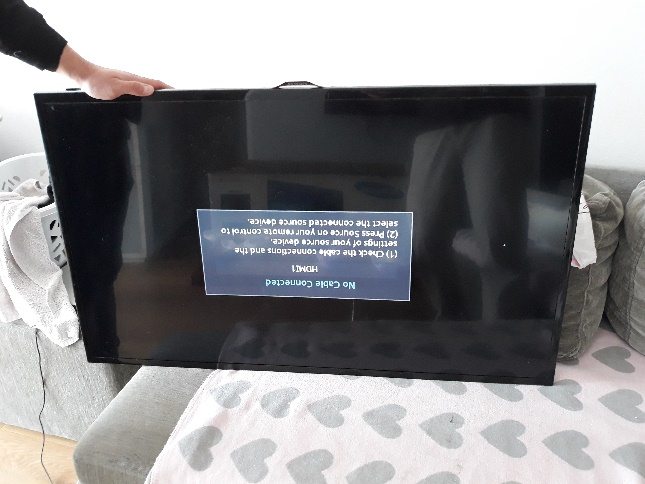 No Cable Connected
HDMI1
(1) Check the cable connections and the
settings of your source device.
(2) Press Source on your remote control to
select the connected source device.